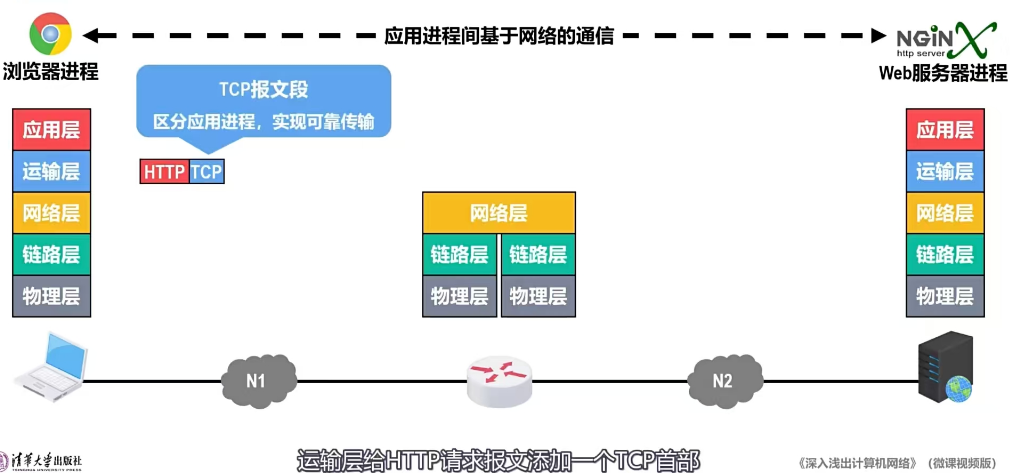 应用进程间基于网络的通信
NGiNX
http server
浏览器进程
Web服务器进程
TCP报文段
区分应用进程，实现可靠传输
HTTP TCP
应用层
运输层
网络层
链路层
物理层
网络层
链路层 链路层
物理层 物理层
应用层
运输层
网络层
链路层
物理层
N1
N2
运输层给HTTP请求报文添加一个TCP首部
清华大学出版社
TSINGHUA UNIVERSITY PRESS
《深入浅出计算机网络》（微课视频版）